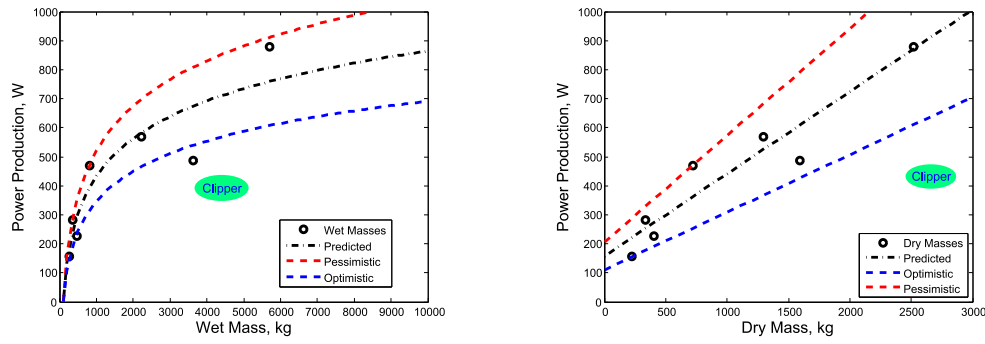 1000
900
800
700
600
500
400
300
200
100
0
Power Production, W
0 1000 2000 3000 4000 5000 6000 7000 8000 9000 10000
Wet Mass, kg
Clipper
Wet Masses
Predicted
Pessimistic
Optimistic
1000
900
800
700
600
500
400
300
200
100
0
Power Production, W
0 500 1000 1500 2000 2500 3000
Dry Mass, kg
Clipper
Dry Masses
Predicted
Optimistic
Pessimistic